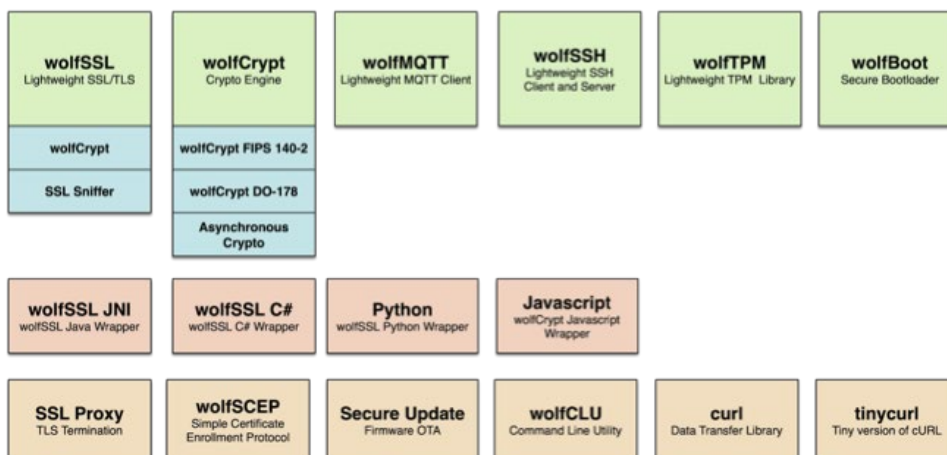 wolfSSL
Lightweight SSL/TLS
wolfCrypt
SSL Sniffer
wolfCrypt
Crypto Engine
wolfCrypt FIPS 140-2
wolfCrypt DO-178
Asynchronous
Crypto
wolfMQTT
Lightweight MQTT Client
wolfSSH
Lightweight SSH
Client and Server
wolfTPM
Lightweight TPM Library
wolfBoot
Secure Bootloader
wolfSSL JNI
wolfSSL Java Wrapper
wolfSSL C#
wolfSSL C# Wrapper
Python
wolfSSL Python Wrapper
Javascript
wolfCrypt Javascript
Wrapper
SSL Proxy
TLS Termination
wolfSCEP
Simple Certificate
Enrollment Protocol
Secure Update
Firmware OTA
wolfCLU
Command Line Utility
curl
Data Transfer Library
tinycurl
Tiny version of cURL